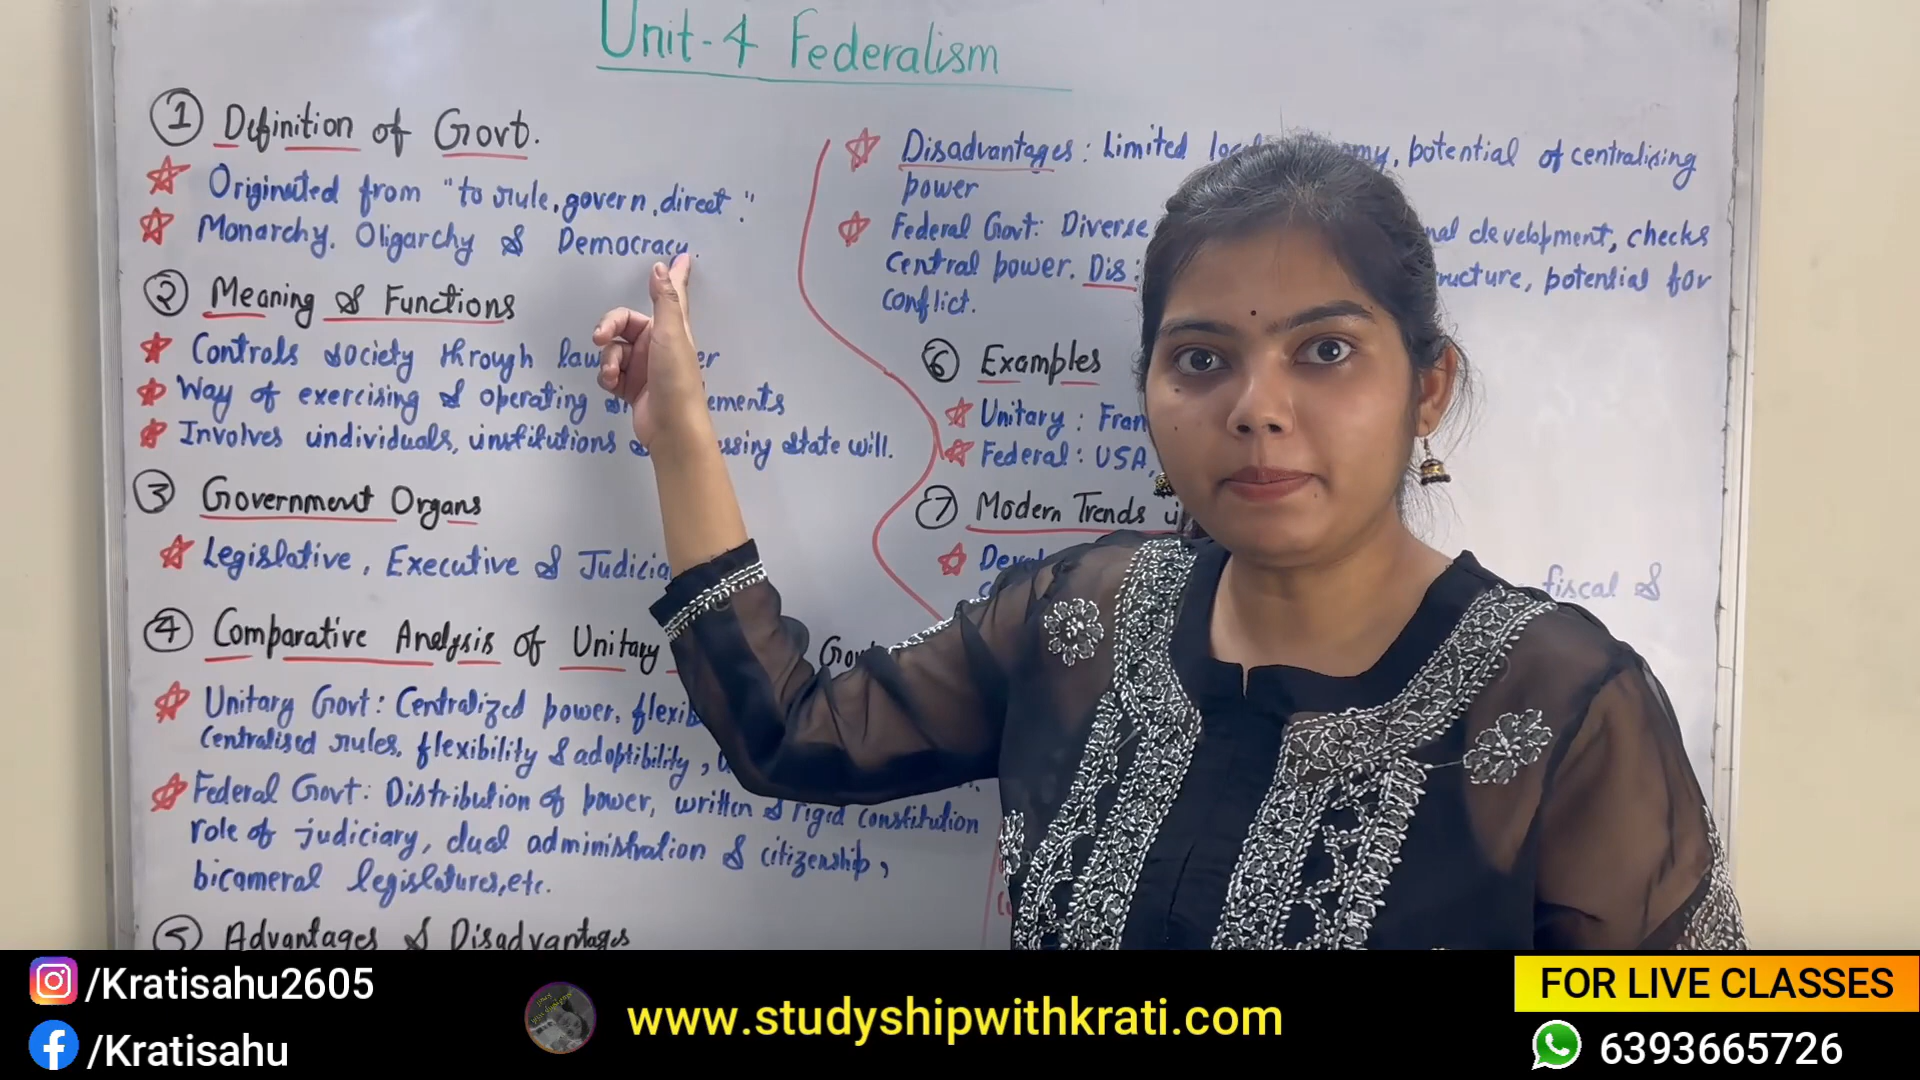 Unit-4 Federalism
① Definition of Govt.
☆ Originated from "to rule, govern, direct."
☆ Monarchy, Oligarchy & Democracy.
② Meaning & Functions
☆ Controls society through law
☆ Way of exercising & operating
☆ Involves individuals, institutions state will.
③ Government Organs
☆ Legislative, Executive &
④ Comparative Analysis of Unitary Govt
☆ Unitary Govt: Centralized power,
Centralised rules, flexibility & adoptibility,
☆ Federal Govt: Distribution of power, written & rigid constitution
role of judiciary, dual administration & citizenship,
bicameral legislatures, etc.
⑤ Advantages & Disadvantages
☆ Disadvantages: Limited potential of centralising
power
☆ Federal Govt: Diverse development, checks
Central power. Dis: potential for
conflict.
⑥ Examples
☆ Unitary:
☆ Federal: USA,
⑦ Modern Trends
☆
fiscal &
/Kratisahu2605
/Kratisahu
www.studyshipwithkrati.com
FOR LIVE CLASSES
6393665726